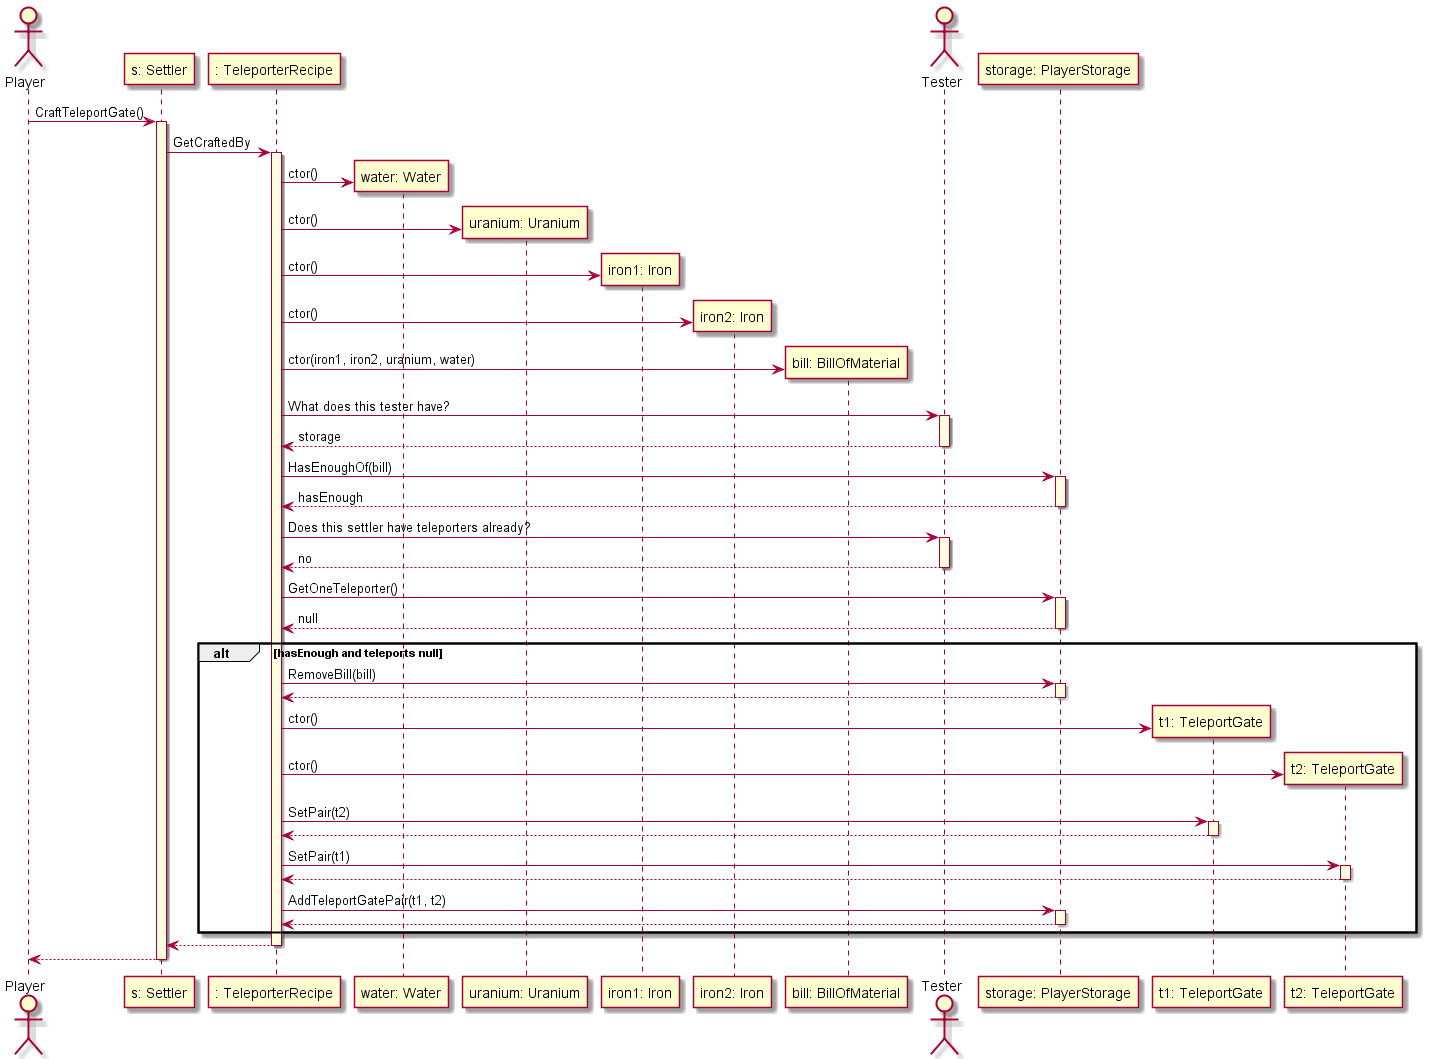 Player
s: Settler
: TeleporterRecipe
Tester
storage: PlayerStorage
CraftTeleportGate()
GetCraftedBy
ctor()
water: Water
ctor()
uranium: Uranium
ctor()
iron1: Iron
ctor()
iron2: Iron
ctor(iron1, iron2, uranium, water)
bill: BillOfMaterial
What does this tester have?
storage
HasEnoughOf(bill)
hasEnough
Does this settler have teleporters already?
no
GetOneTeleporter()
null
alt
[hasEnough and teleports null]
RemoveBill(bill)
ctor()
t1: TeleportGate
ctor()
t2: TeleportGate
SetPair(t2)
SetPair(t1)
AddTeleportGatePair(t1, t2)
Player
s: Settler
: TeleporterRecipe
water: Water
uranium: Uranium
iron1: Iron
iron2: Iron
bill: BillOfMaterial
Tester
storage: PlayerStorage
t1: TeleportGate
t2: TeleportGate